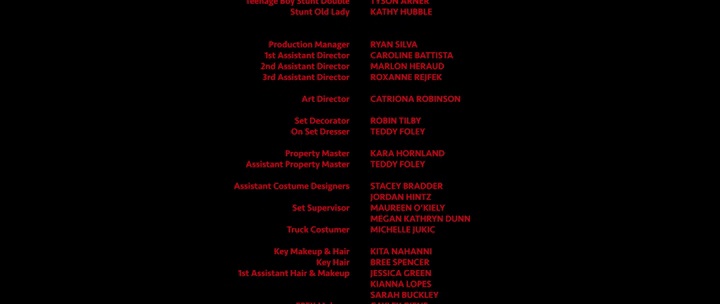 Teenage Boy Stunt Double TYSON ARNER
Stunt Old Lady KATHY HUBBLE
Production Manager RYAN SILVA
1st Assistant Director CAROLINE BATTISTA
2nd Assistant Director MARLON HERAUD
3rd Assistant Director ROXANNE REJFEK
Art Director CATRIONA ROBINSON
Set Decorator ROBIN TILBY
On Set Dresser TEDDY FOLEY
Property Master KARA HORNLAND
Assistant Property Master TEDDY FOLEY
Assistant Costume Designers STACEY BRADDER
JORDAN HINTZ
Set Supervisor MAUREEN O'KIELY
MEGAN KATHRYN DUNN
Truck Costumer MICHELLE JUKIC
Key Makeup & Hair KITA NAHANNI
Key Hair BREE SPENCER
1st Assistant Hair & Makeup JESSICA GREEN
KIANNA LOPES
SARAH BUCKLEY